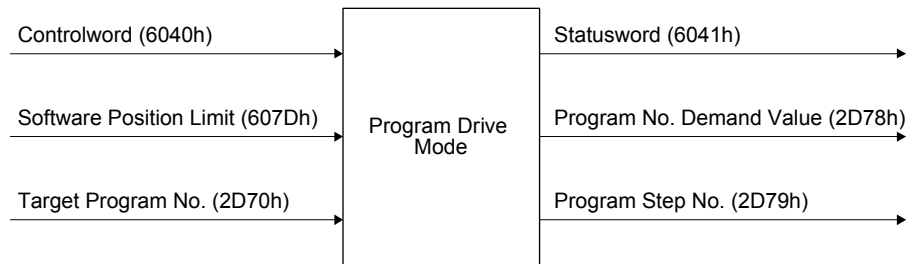 Controlword (6040h)
Statusword (6041h)
Software Position Limit (607Dh)
Program Drive
Mode
Program No. Demand Value (2D78h)
Target Program No. (2D70h)
Program Step No. (2D79h)